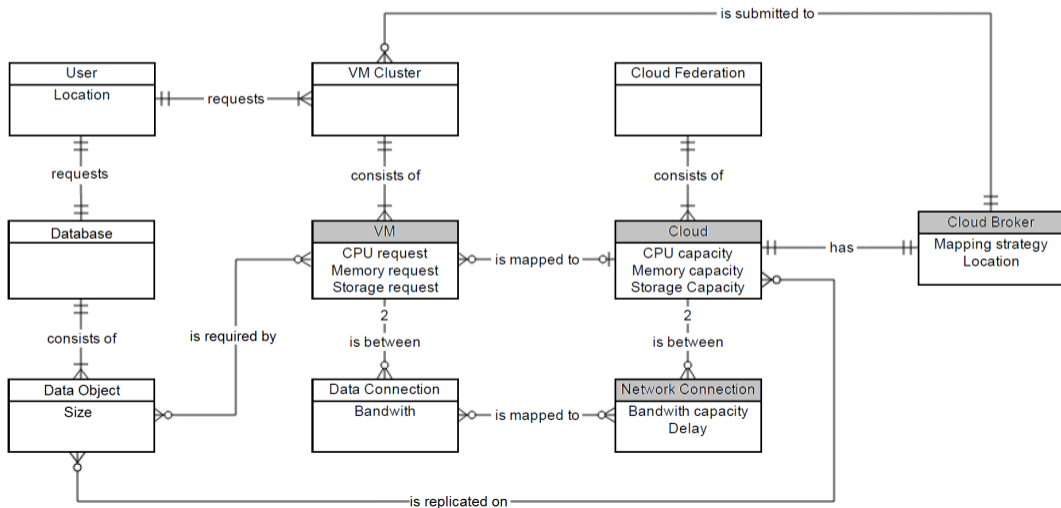 is submitted to
User
Location
VM Cluster
Cloud Federation
requests
requests
consists of
consists of
Database
VM
CPU request
Memory request
Storage request
is mapped to
Cloud
CPU capacity
Memory capacity
Storage Capacity
has
Cloud Broker
Mapping strategy
Location
2
2
consists of
is required by
is between
is between
Data Object
Size
Data Connection
Bandwith
is mapped to
Network Connection
Bandwith capacity
Delay
is replicated on